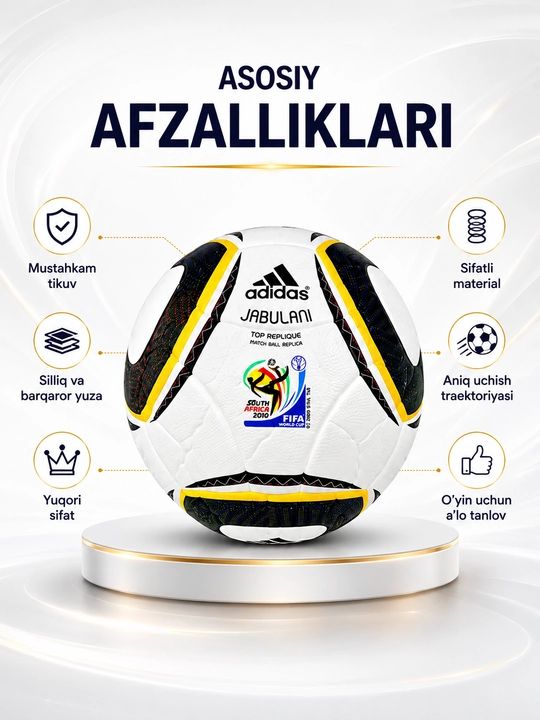 ASOSIY
AFZALLIKLARI
Mustahkam
tikuv
Silliq va
barqaror yuza
Yuqori
sifat
Sifatli
material
Aniq uchish
traektoriyasi
O'yin uchun
a'lo tanlov
adidas®
JABULANI
TOP REPLIQUE
MATCH BALL REPLICA
SOUTH
AFRICA
2010
FIFA
WORLD CUP